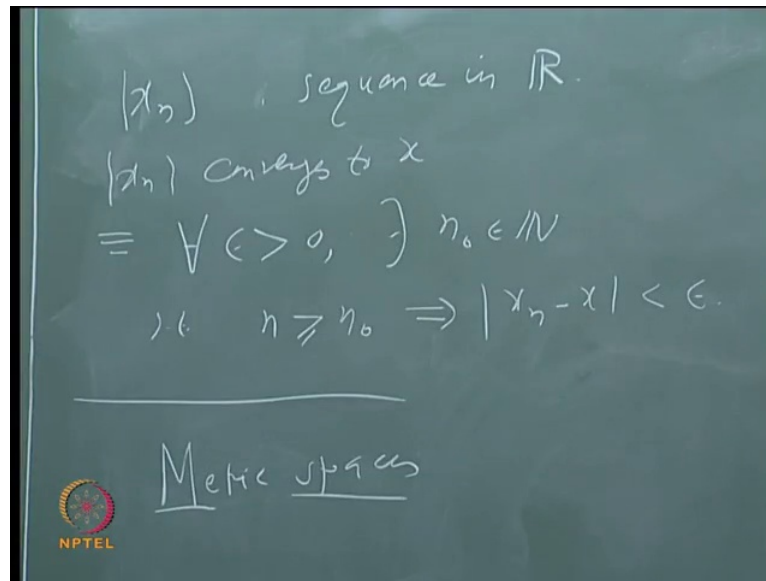 (xₙ) , sequence in ℝ.
(xₙ) converges to x
≡ ∀ ϵ > 0, ∃ n₀ ∈ ℕ
s.t. n ⩾ n₀ ⇒ |xₙ - x| < ϵ.
Metric spaces
NPTEL